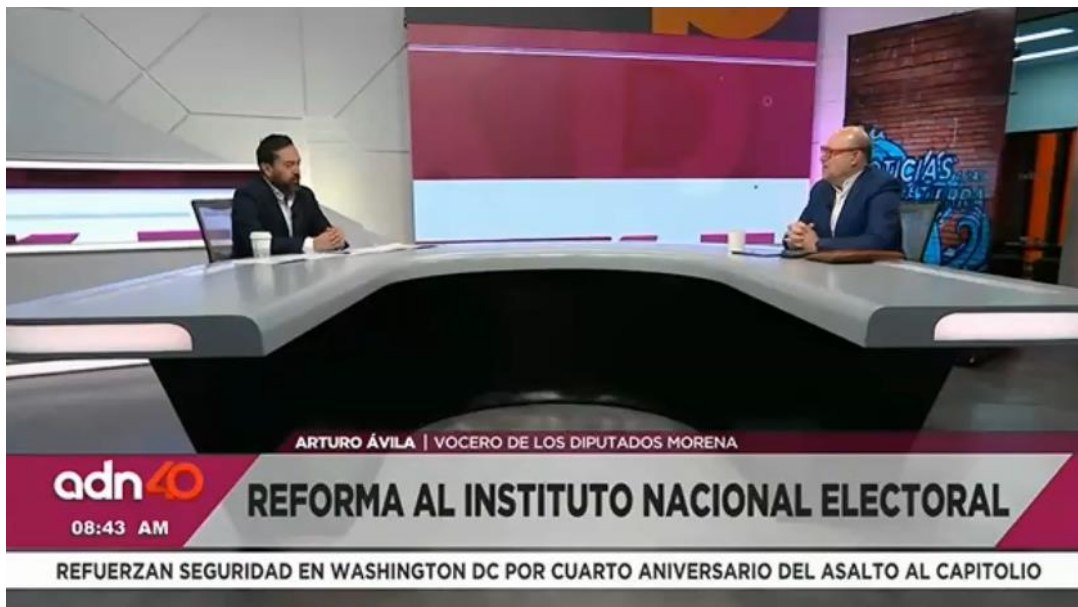 NOTICIAS
ARTURO ÁVILA | VOCERO DE LOS DIPUTADOS MORENA
adn40
REFORMA AL INSTITUTO NACIONAL ELECTORAL
08:43 AM
REFUERZAN SEGURIDAD EN WASHINGTON DC POR CUARTO ANIVERSARIO DEL ASALTO AL CAPITOLIO